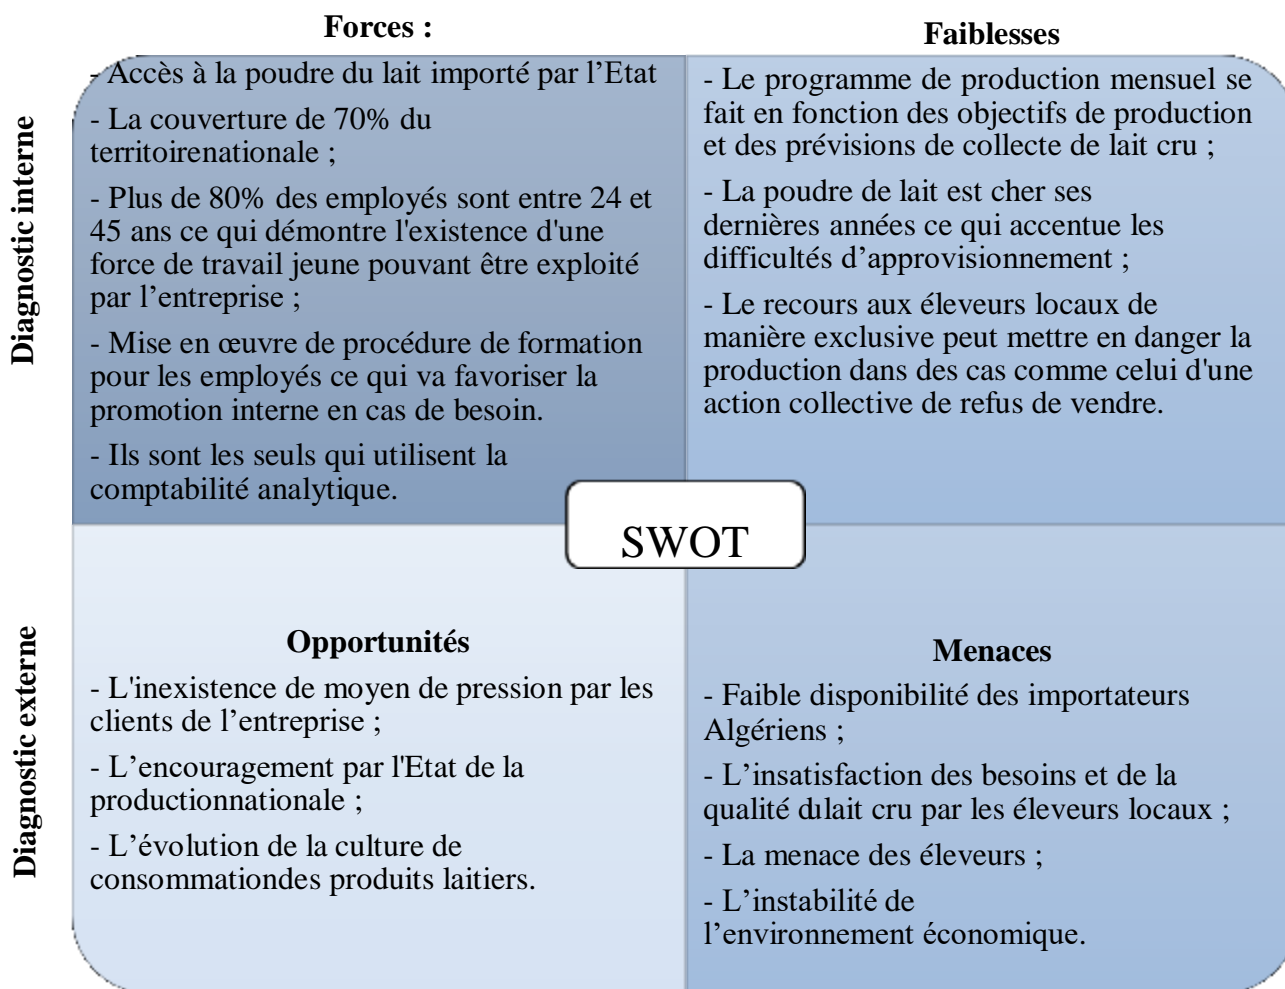 Forces :
Faiblesses
Diagnostic interne
- Accès à la poudre du lait importé par l’Etat
- La couverture de 70% du
territoirenationale ;
- Plus de 80% des employés sont entre 24 et
45 ans ce qui démontre l'existence d'une
force de travail jeune pouvant être exploité
par l’entreprise ;
- Mise en œuvre de procédure de formation
pour les employés ce qui va favoriser la
promotion interne en cas de besoin.
- Ils sont les seuls qui utilisent la
comptabilité analytique.
- Le programme de production mensuel se
fait en fonction des objectifs de production
et des prévisions de collecte de lait cru ;
- La poudre de lait est cher ses
dernières années ce qui accentue les
difficultés d’approvisionnement ;
- Le recours aux éleveurs locaux de
manière exclusive peut mettre en danger la
production dans des cas comme celui d'une
action collective de refus de vendre.
SWOT
Diagnostic externe
Opportunités
- L'inexistence de moyen de pression par les
clients de l’entreprise ;
- L’encouragement par l'Etat de la
productionnationale ;
- L’évolution de la culture de
consommationdes produits laitiers.
Menaces
- Faible disponibilité des importateurs
Algériens ;
- L’insatisfaction des besoins et de la
qualité dulait cru par les éleveurs locaux ;
- La menace des éleveurs ;
- L’instabilité de
l’environnement économique.